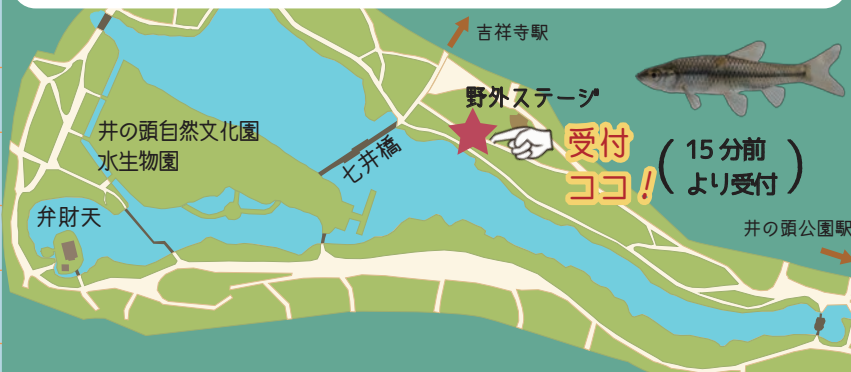 吉祥寺駅
野外ステージ
井の頭自然文化園
水生物園
七井橋
受付
ココ！
（15分前
より受付）
弁財天
井の頭公園駅